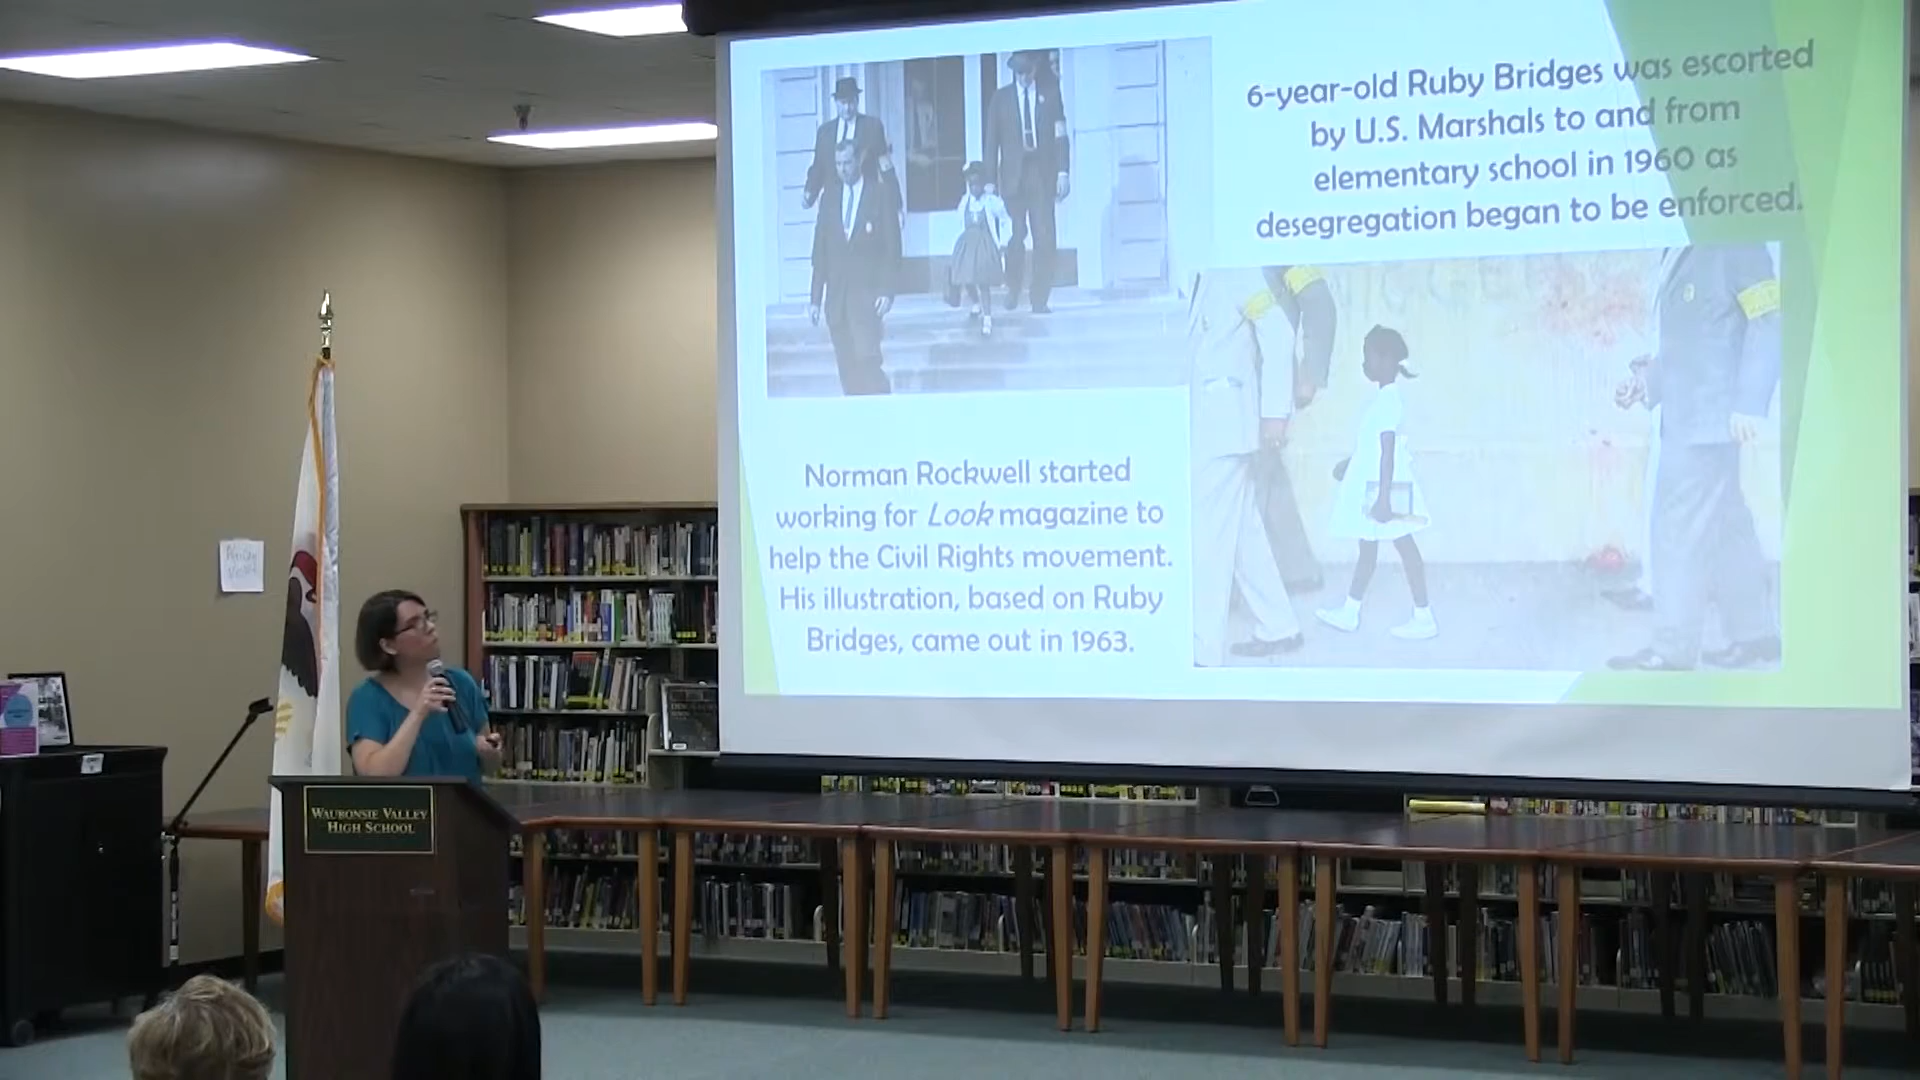 6-year-old Ruby Bridges was escorted
by U.S. Marshals to and from
elementary school in 1960 as
desegregation began to be enforced.
Norman Rockwell started
working for Look magazine to
help the Civil Rights movement.
His illustration, based on Ruby
Bridges, came out in 1963.
WAUBONSIE VALLEY
HIGH SCHOOL